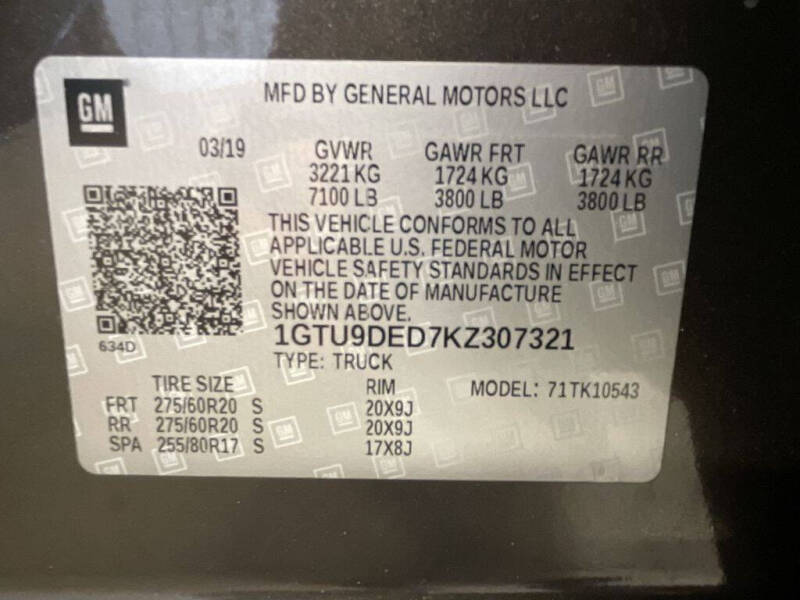 GM
MFD BY GENERAL MOTORS LLC
03/19 GVWR GAWR FRT GAWR RR
3221 KG 1724 KG 1724 KG
7100 LB 3800 LB 3800 LB
THIS VEHICLE CONFORMS TO ALL
APPLICABLE U.S. FEDERAL MOTOR
VEHICLE SAFETY STANDARDS IN EFFECT
ON THE DATE OF MANUFACTURE
SHOWN ABOVE.
634D
1GTU9DED7KZ307321
TYPE: TRUCK
TIRE SIZE RIM MODEL: 71TK10543
FRT 275/60R20 S 20X9J
RR 275/60R20 S 20X9J
SPA 255/80R17 S 17X8J